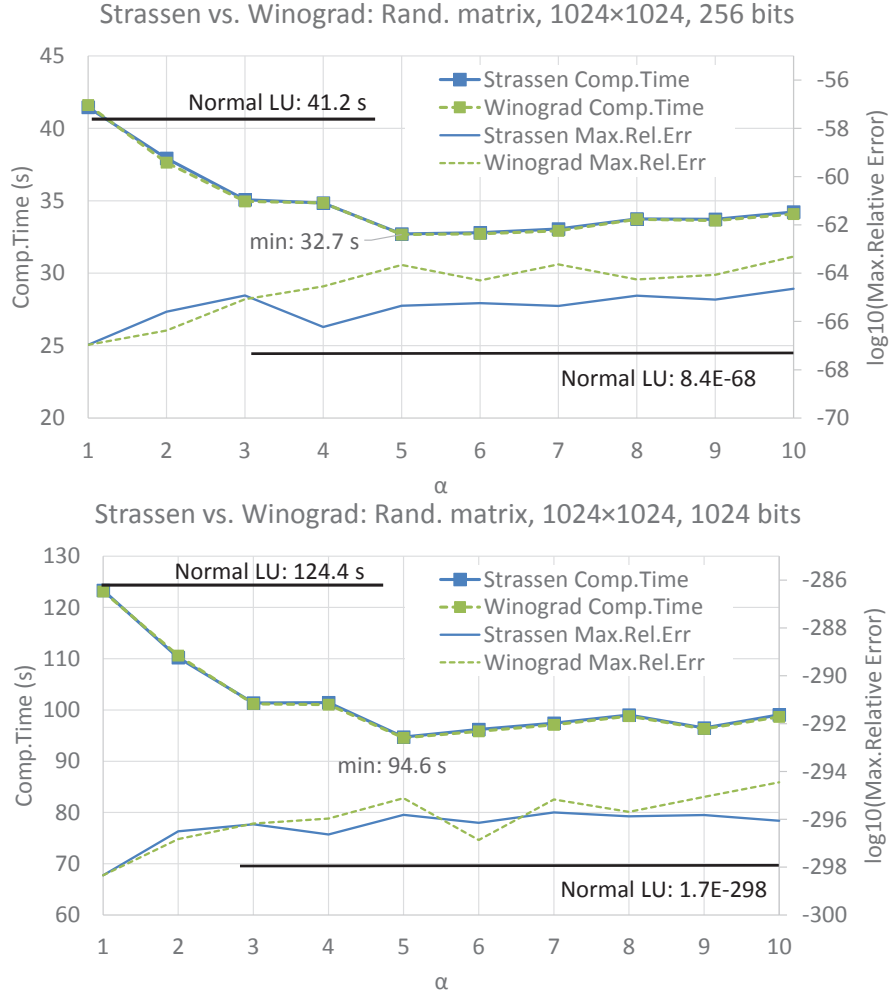 Strassen vs. Winograd: Rand. matrix, 1024×1024, 256 bits
45
40
35
30
25
20
Comp.Time (s)
Normal LU: 41.2 s
Strassen Comp.Time
Winograd Comp.Time
Strassen Max.Rel.Err
Winograd Max.Rel.Err
min: 32.7 s
Normal LU: 8.4E-68
-56
-58
-60
-62
-64
-66
-68
-70
log10(Max.Relative Error)
1 2 3 4 5 6 7 8 9 10
α
Strassen vs. Winograd: Rand. matrix, 1024×1024, 1024 bits
130
120
110
100
90
80
70
60
Comp.Time (s)
Normal LU: 124.4 s
Strassen Comp.Time
Winograd Comp.Time
Strassen Max.Rel.Err
Winograd Max.Rel.Err
min: 94.6 s
Normal LU: 1.7E-298
-286
-288
-290
-292
-294
-296
-298
-300
log10(Max.Relative Error)
1 2 3 4 5 6 7 8 9 10
α